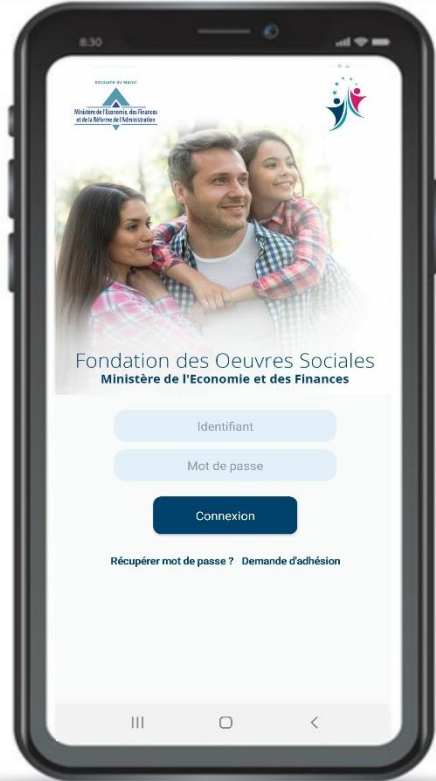 8:30
Royaume du Maroc
Ministère de l'Economie, des Finances
et de la Réforme de l'Administration
Fondation des Oeuvres Sociales
Ministère de l'Economie et des Finances
Identifiant
Mot de passe
Connexion
Récupérer mot de passe ? Demande d'adhésion